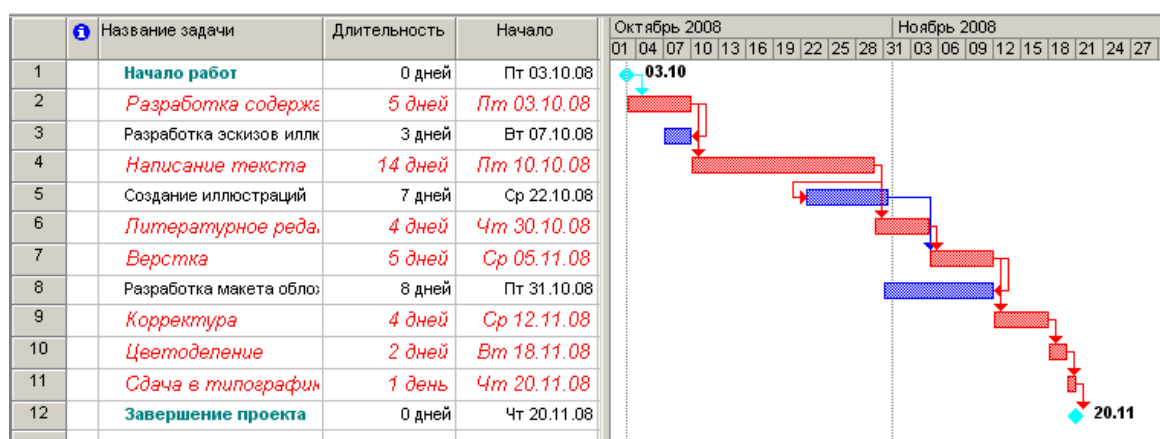 Название задачи Длительность Начало Октябрь 2008 Ноябрь 2008
01 04 07 10 13 16 19 22 25 28 31 03 06 09 12 15 18 21 24 27
1 Начало работ 0 дней Пт 03.10.08 03.10
2 Разработка содержа 5 дней Пт 03.10.08
3 Разработка эскизов иллк 3 дней Вт 07.10.08
4 Написание текста 14 дней Пт 10.10.08
5 Создание иллюстраций 7 дней Ср 22.10.08
6 Литературное реда 4 дней Чт 30.10.08
7 Верстка 5 дней Ср 05.11.08
8 Разработка макета обло 8 дней Пт 31.10.08
9 Корректура 4 дней Ср 12.11.08
10 Цветоделение 2 дней Вт 18.11.08
11 Сдача в типографи 1 день Чт 20.11.08
12 Завершение проекта 0 дней Чт 20.11.08 20.11